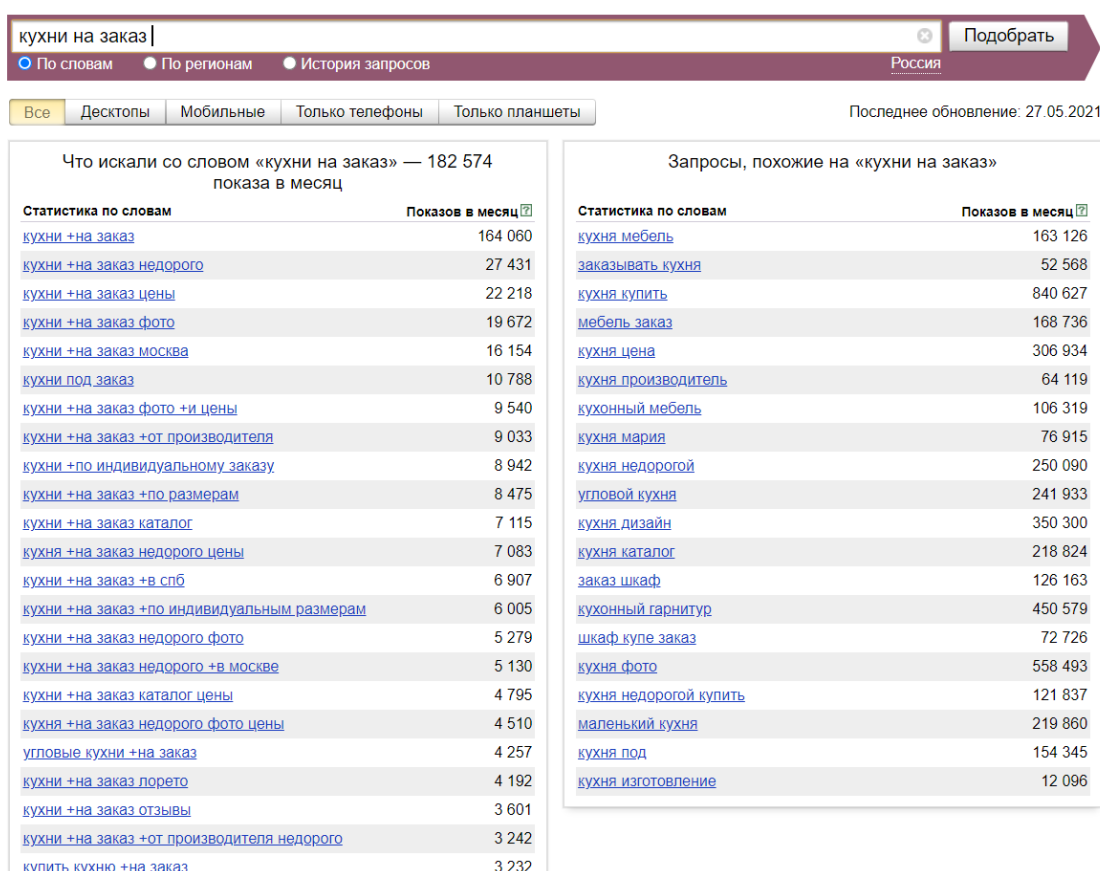 кухни на заказ
Подобрать
По словам По регионам История запросов Россия
Все Десктопы Мобильные Только телефоны Только планшеты Последнее обновление: 27.05.2021
Что искали со словом «кухни на заказ» — 182 574
показа в месяц
Статистика по словам Показов в месяц ?
кухни +на заказ 164 060
кухни +на заказ недорого 27 431
кухни +на заказ цены 22 218
кухни +на заказ фото 19 672
кухни +на заказ москва 16 154
кухни под заказ 10 788
кухни +на заказ фото +и цены 9 540
кухни +на заказ +от производителя 9 033
кухни +по индивидуальному заказу 8 942
кухни +на заказ +по размерам 8 475
кухни +на заказ каталог 7 115
кухня +на заказ недорого цены 7 083
кухни +на заказ +в спб 6 907
кухни +на заказ +по индивидуальным размерам 6 005
кухни +на заказ недорого фото 5 279
кухни +на заказ недорого +в москве 5 130
кухни +на заказ каталог цены 4 795
кухня +на заказ недорого фото цены 4 510
угловые кухни +на заказ 4 257
кухни +на заказ лорето 4 192
кухни +на заказ отзывы 3 601
кухни +на заказ +от производителя недорого 3 242
купить кухню +на заказ 3 232
Запросы, похожие на «кухни на заказ»
Статистика по словам Показов в месяц ?
кухня мебель 163 126
заказывать кухня 52 568
кухня купить 840 627
мебель заказ 168 736
кухня цена 306 934
кухня производитель 64 119
кухонный мебель 106 319
кухня мария 76 915
кухня недорогой 250 090
угловой кухня 241 933
кухня дизайн 350 300
кухня каталог 218 824
заказ шкаф 126 163
кухонный гарнитур 450 579
шкаф купе заказ 72 726
кухня фото 558 493
кухня недорогой купить 121 837
маленький кухня 219 860
кухня под 154 345
кухня изготовление 12 096